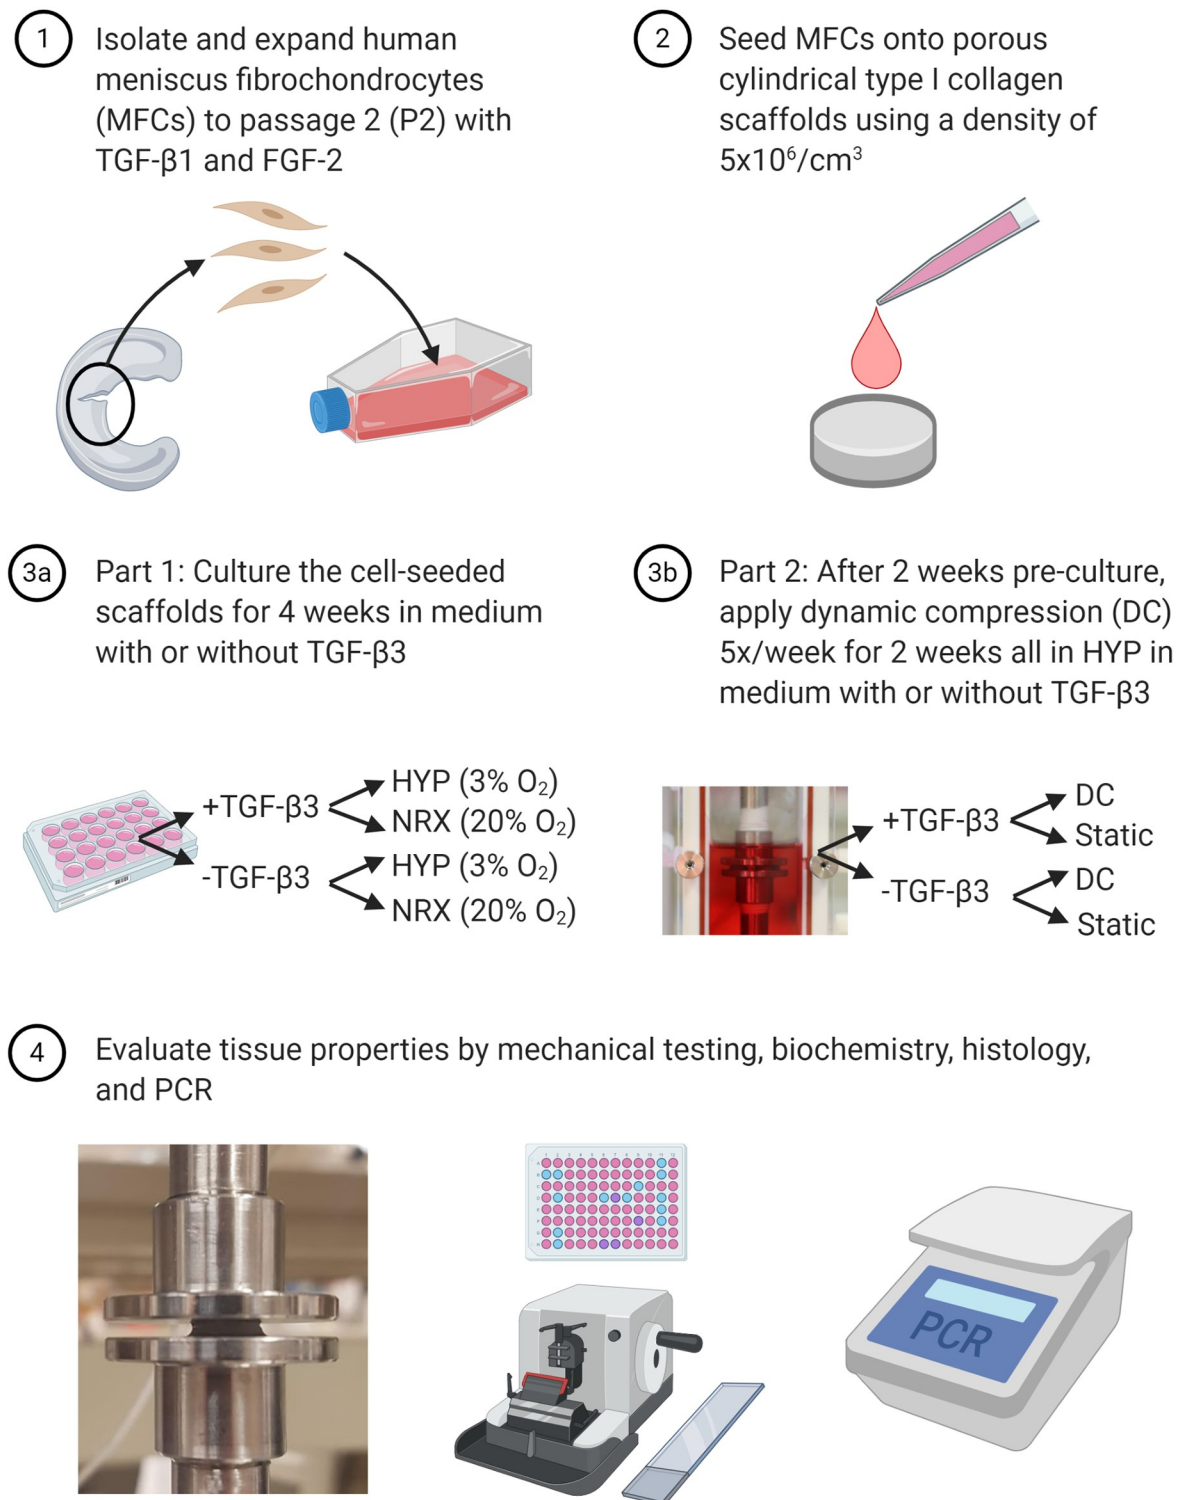 1
Isolate and expand human
meniscus fibrochondrocytes
(MFCs) to passage 2 (P2) with
TGF-β1 and FGF-2
2
Seed MFCs onto porous
cylindrical type I collagen
scaffolds using a density of
5x10⁶/cm³
3a
Part 1: Culture the cell-seeded
scaffolds for 4 weeks in medium
with or without TGF-β3
+TGF-β3
HYP (3% O₂)
NRX (20% O₂)
-TGF-β3
HYP (3% O₂)
NRX (20% O₂)
3b
Part 2: After 2 weeks pre-culture,
apply dynamic compression (DC)
5x/week for 2 weeks all in HYP in
medium with or without TGF-β3
+TGF-β3
DC
Static
-TGF-β3
DC
Static
4
Evaluate tissue properties by mechanical testing, biochemistry, histology,
and PCR
PCR